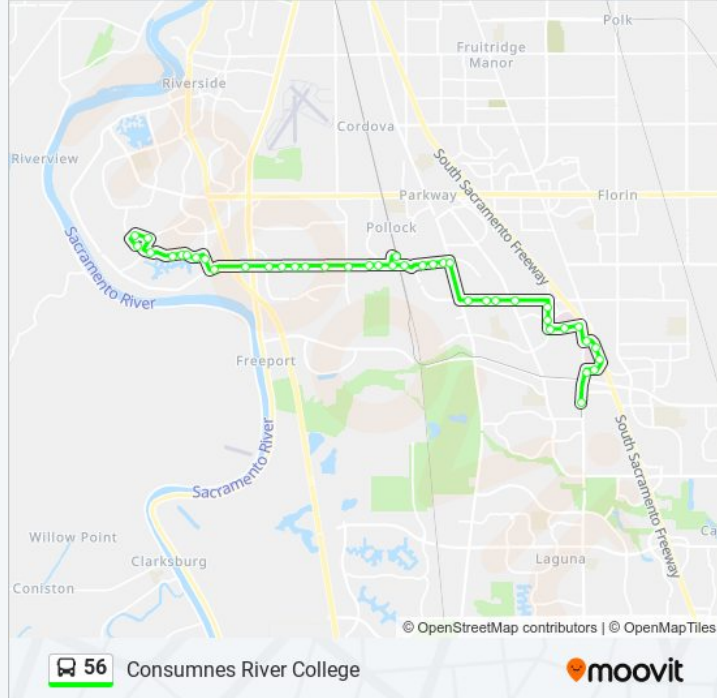 Polk
Fruitridge
Manor
Riverside
Cordova
Riverview
South Sacramento Freeway
Parkway
Florin
Pollock
Sacramento River
Freeport
Sacramento River
South Sacramento Freeway
Willow Point
Clarksburg
Laguna
Ca
Coniston
© OpenStreetMap contributors | © OpenMapTiles
56 Consumnes River College
moovit